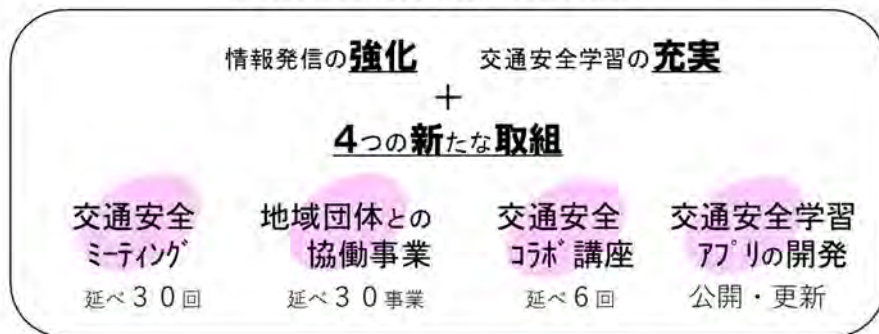 情報発信の強化　交通安全学習の充実
＋
４つの新たな取組
交通安全
ﾐｰﾃｨﾝｸﾞ
延べ３０回
地域団体との
協働事業
延べ３０事業
交通安全
ｺﾗﾎﾞ講座
延べ６回
交通安全学習
ｱﾌﾟﾘの開発
公開・更新